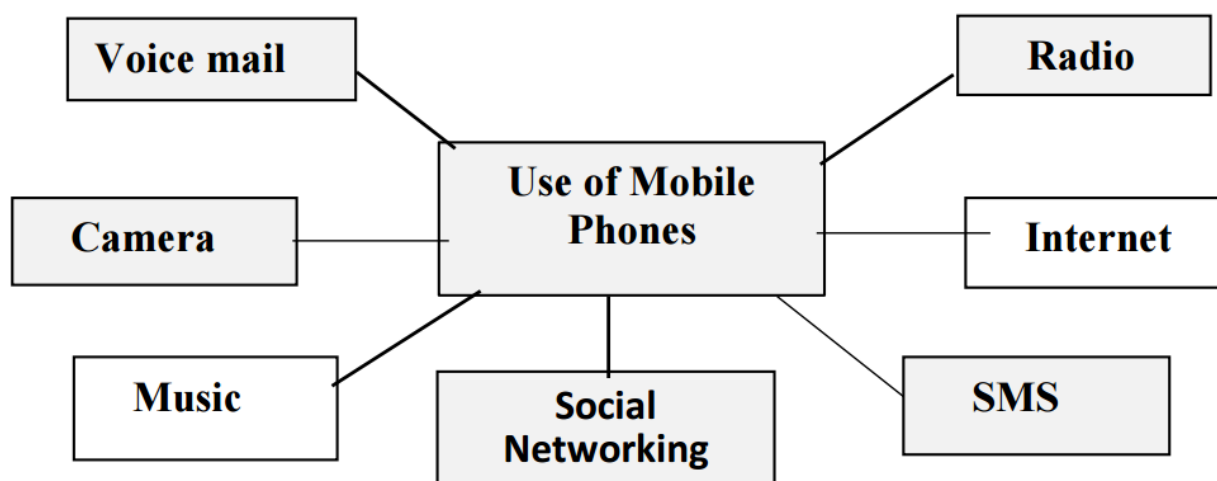 Voice mail
Radio
Use of Mobile
Phones
Camera
Internet
Music
Social
Networking
SMS